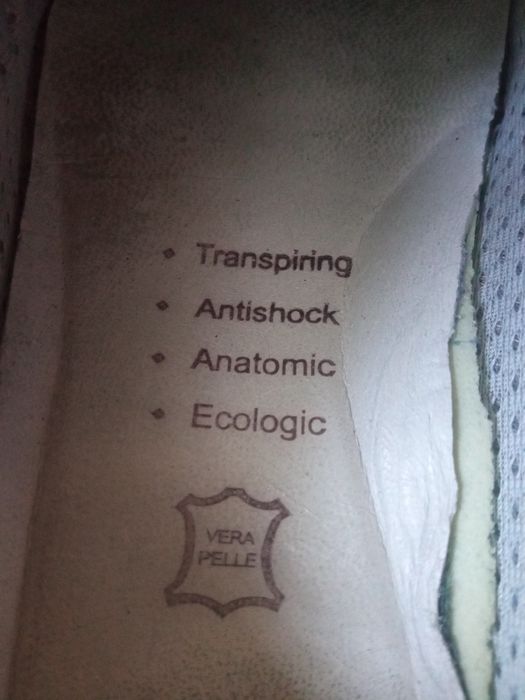 Transpiring
Antishock
Anatomic
Ecologic
VERA
PELLE